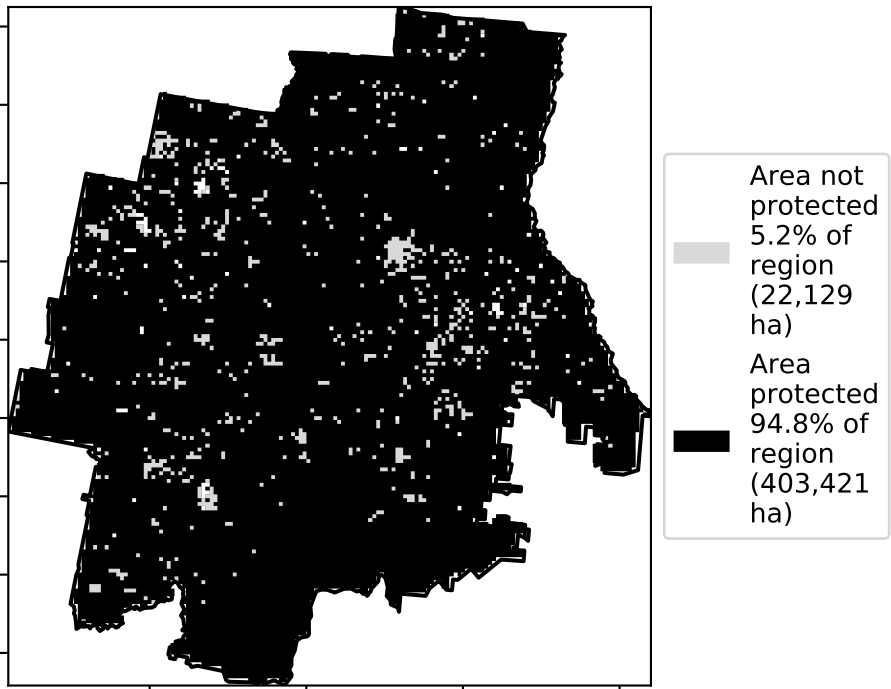 Area not
protected
5.2% of
region
(22,129
ha)
Area
protected
94.8% of
region
(403,421
ha)